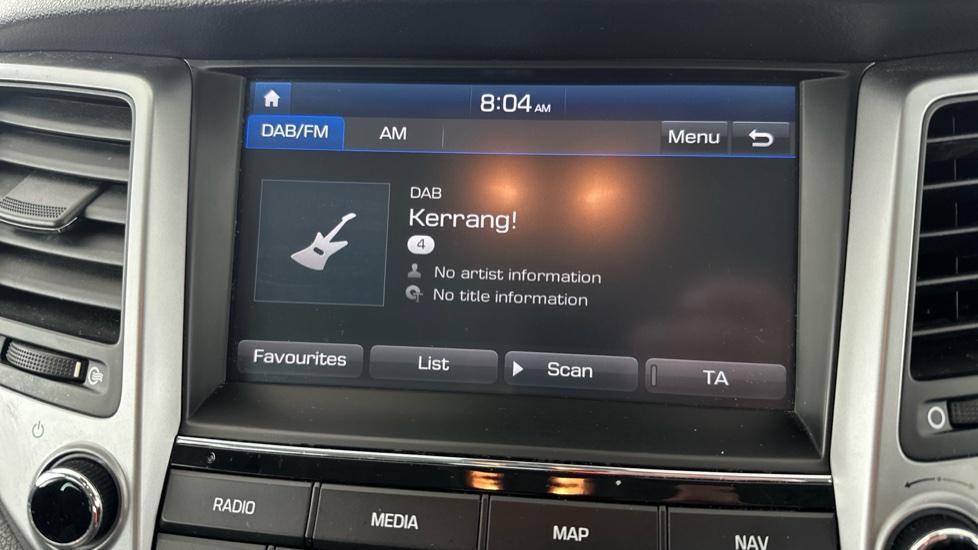 8:04 AM
DAB/FM AM Menu
DAB
Kerrang!
4
No artist information
No title information
Favourites List Scan TA
RADIO MEDIA MAP NAV